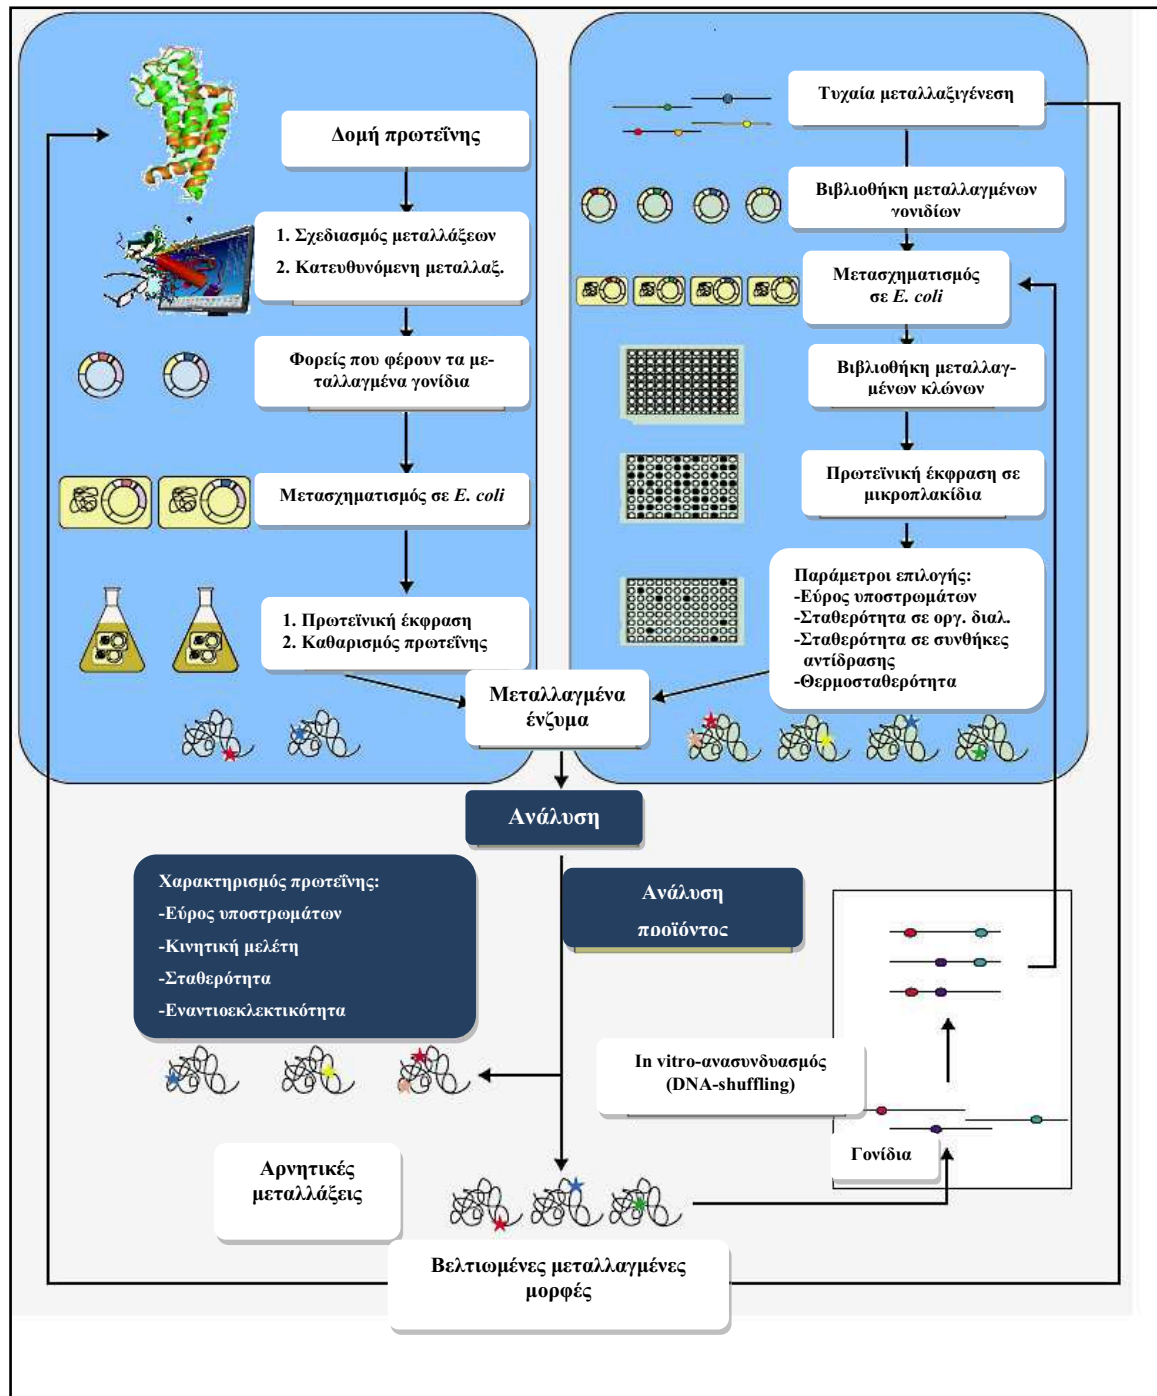 Δομή πρωτεΐνης
1. Σχεδιασμός μεταλλάξεων
2. Κατευθυνόμενη μεταλλαξ.
Φορείς που φέρουν τα με-
ταλλαγμένα γονίδια
Μετασχηματισμός σε E. coli
1. Πρωτεϊνική έκφραση
2. Καθαρισμός πρωτεΐνης
Τυχαία μεταλλαξιγένεση
Βιβλιοθήκη μεταλλαγμένων
γονιδίων
Μετασχηματισμός
σε E. coli
Βιβλιοθήκη μεταλλαγ-
μένων κλώνων
Πρωτεϊνική έκφραση σε
μικροπλακίδια
Παράμετροι επιλογής:
-Εύρος υποστρωμάτων
-Σταθερότητα σε οργ. διαλ.
-Σταθερότητα σε συνθήκες
αντίδρασης
-Θερμοσταθερότητα
Μεταλλαγμένα
ένζυμα
Ανάλυση
Χαρακτηρισμός πρωτεΐνης:
-Εύρος υποστρωμάτων
-Κινητική μελέτη
-Σταθερότητα
-Εναντιοεκλεκτικότητα
Ανάλυση
προϊόντος
In vitro-ανασυνδυασμός
(DNA-shuffling)
Γονίδια
Αρνητικές
μεταλλάξεις
Βελτιωμένες μεταλλαγμένες
μορφές